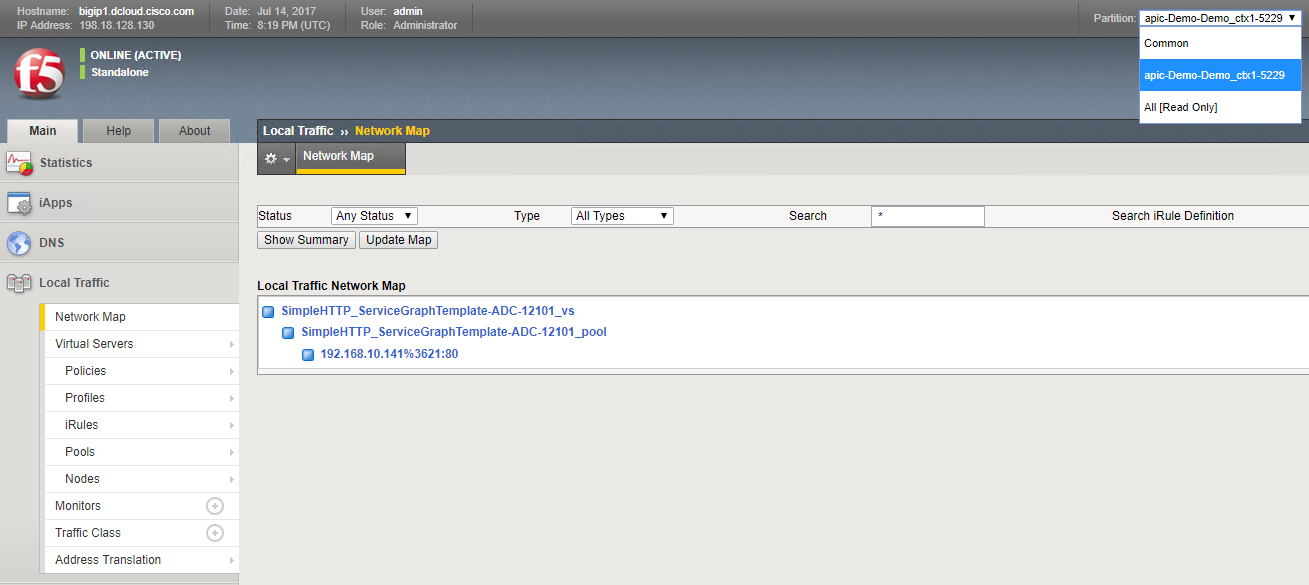 Hostname: bigip1.dcloud.cisco.com Date: Jul 14, 2017 User: admin
IP Address: 198.18.128.130 Time: 8:19 PM (UTC) Role: Administrator
Partition: apic-Demo-Demo_ctx1-5229
Common
apic-Demo-Demo_ctx1-5229
All [Read Only]
f5
ONLINE (ACTIVE)
Standalone
Main Help About
Statistics
iApps
DNS
Local Traffic
Network Map
Virtual Servers
Policies
Profiles
iRules
Pools
Nodes
Monitors
Traffic Class
Address Translation
Local Traffic ›› Network Map
Network Map
Status Any Status Type All Types Search * Search iRule Definition
Show Summary Update Map
Local Traffic Network Map
SimpleHTTP_ServiceGraphTemplate-ADC-12101_vs
SimpleHTTP_ServiceGraphTemplate-ADC-12101_pool
192.168.10.141%3621:80